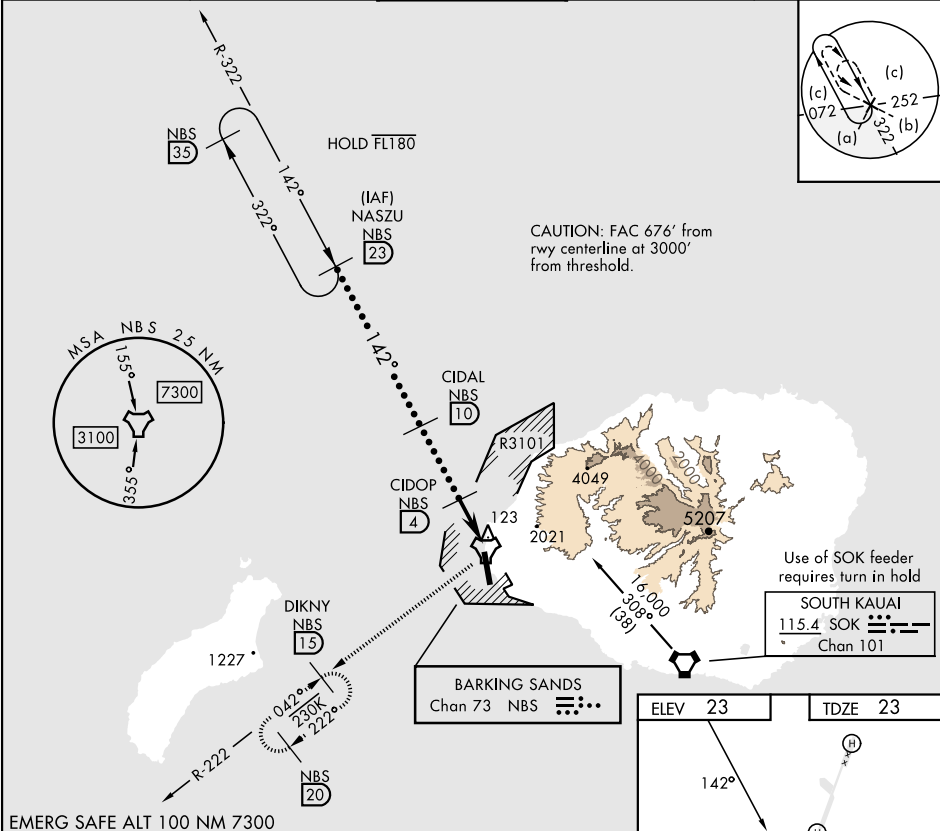 R-322
NBS
35
HOLD FL180
142°
322°
(IAF)
NASZU
NBS
23
(c)
(c)
072
252
(a)
(b)
322
CAUTION: FAC 676' from
rwy centerline at 3000'
from threshold.
142°
MSA NBS 25 NM
155°
7300
3100
355°
CIDAL
NBS
10
R3101
CIDOP
NBS
4
123
4049
4000
2000
2021
5207
16,000
308°
(38)
Use of SOK feeder
requires turn in hold
SOUTH KAUAI
115.4 SOK
Chan 101
DIKNY
NBS
15
1227
042°
230K
222°
R-222
NBS
20
BARKING SANDS
Chan 73 NBS
ELEV 23
TDZE 23
H
142°
H
EMERG SAFE ALT 100 NM 7300